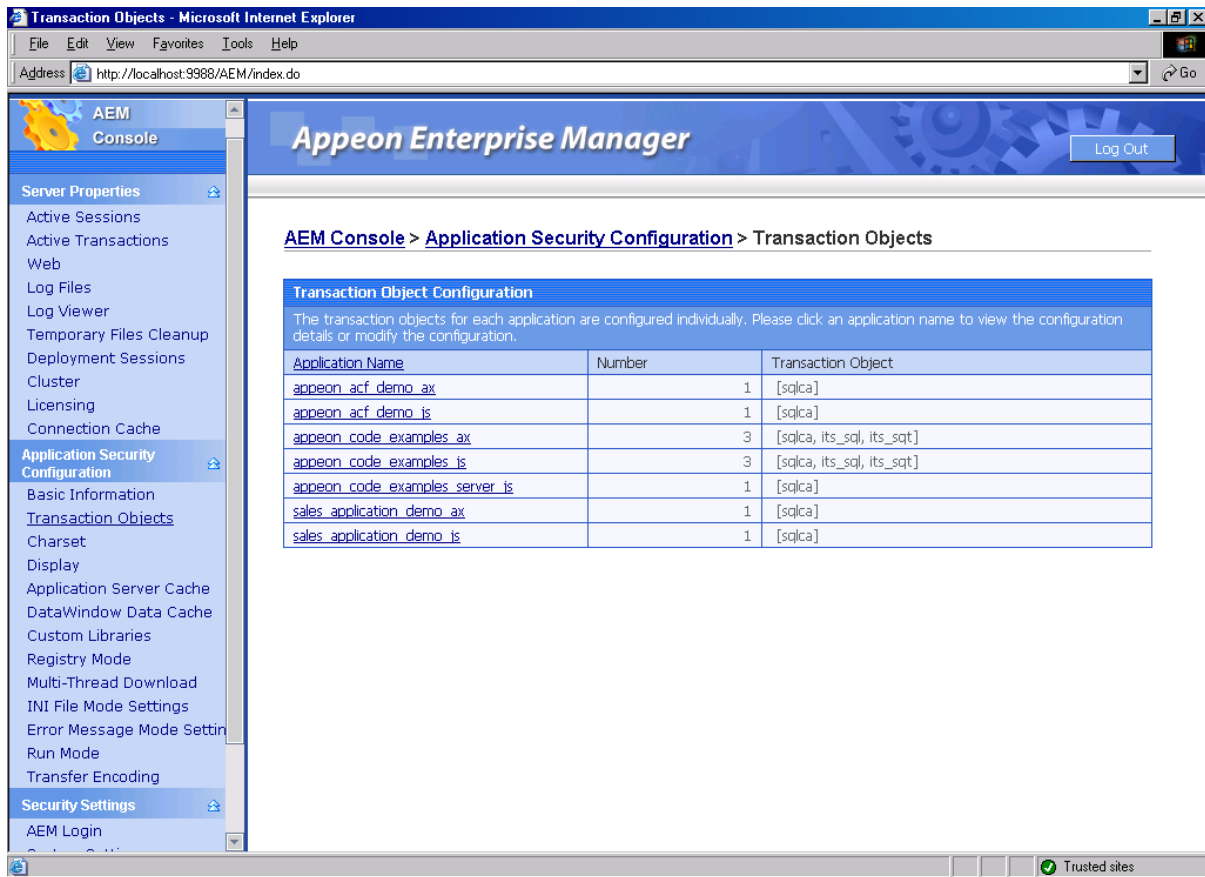 Transaction Objects - Microsoft Internet Explorer
File Edit View Favorites Tools Help
Address http://localhost:9988/AEM/index.do Go
AEM
Console
Appeon Enterprise Manager
Log Out
Server Properties
Active Sessions
Active Transactions
Web
Log Files
Log Viewer
Temporary Files Cleanup
Deployment Sessions
Cluster
Licensing
Connection Cache
Application Security
Configuration
Basic Information
Transaction Objects
Charset
Display
Application Server Cache
DataWindow Data Cache
Custom Libraries
Registry Mode
Multi-Thread Download
INI File Mode Settings
Error Message Mode Settin
Run Mode
Transfer Encoding
Security Settings
AEM Login
AEM Console > Application Security Configuration > Transaction Objects
Transaction Object Configuration
The transaction objects for each application are configured individually. Please click an application name to view the configuration
details or modify the configuration.
Application Name Number Transaction Object
appeon_acf_demo_ax 1 [sqlca]
appeon_acf_demo_js 1 [sqlca]
appeon_code_examples_ax 3 [sqlca, its_sql, its_sqt]
appeon_code_examples_js 3 [sqlca, its_sql, its_sqt]
appeon_code_examples_server_js 1 [sqlca]
sales_application_demo_ax 1 [sqlca]
sales_application_demo_js 1 [sqlca]
Trusted sites